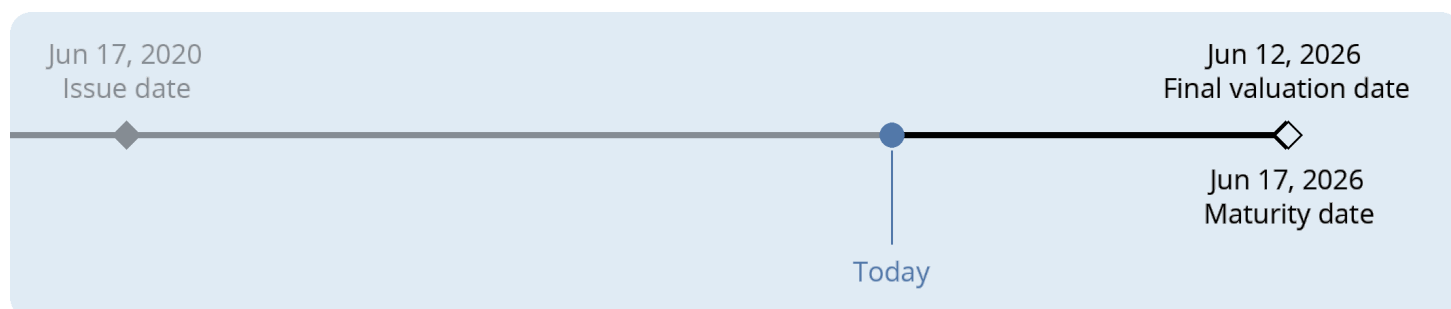 Jun 17, 2020
Issue date
Jun 12, 2026
Final valuation date
Jun 17, 2026
Maturity date
Today